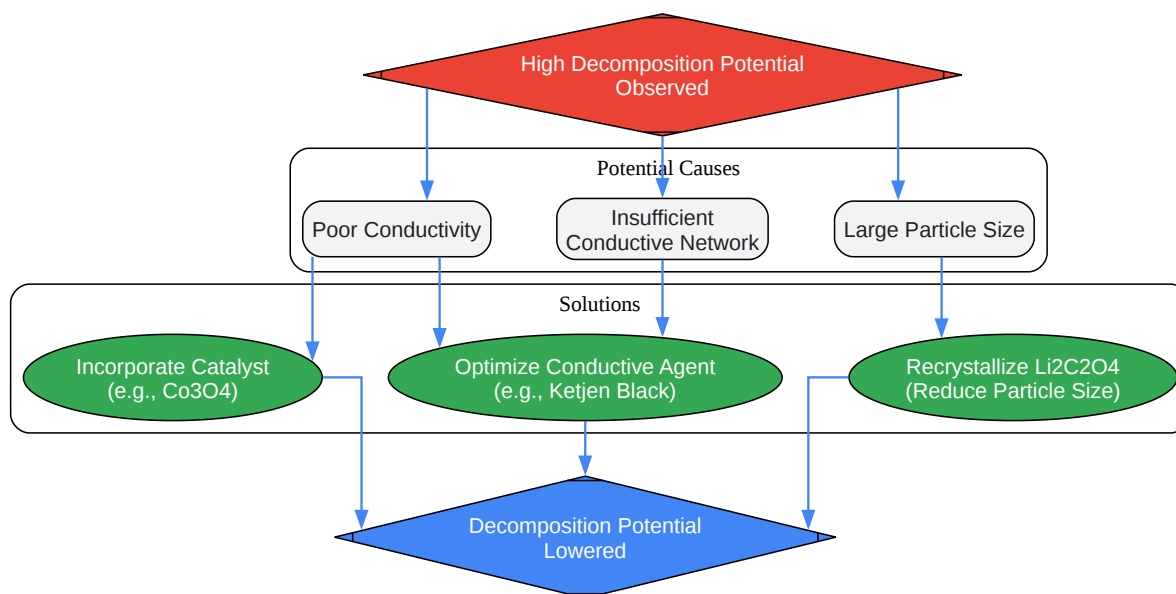 High Decomposition Potential
Observed
Potential Causes
Poor Conductivity
Insufficient
Conductive Network
Large Particle Size
Solutions
Incorporate Catalyst
(e.g., Co3O4)
Optimize Conductive Agent
(e.g., Ketjen Black)
Recrystallize Li2C2O4
(Reduce Particle Size)
Decomposition Potential
Lowered